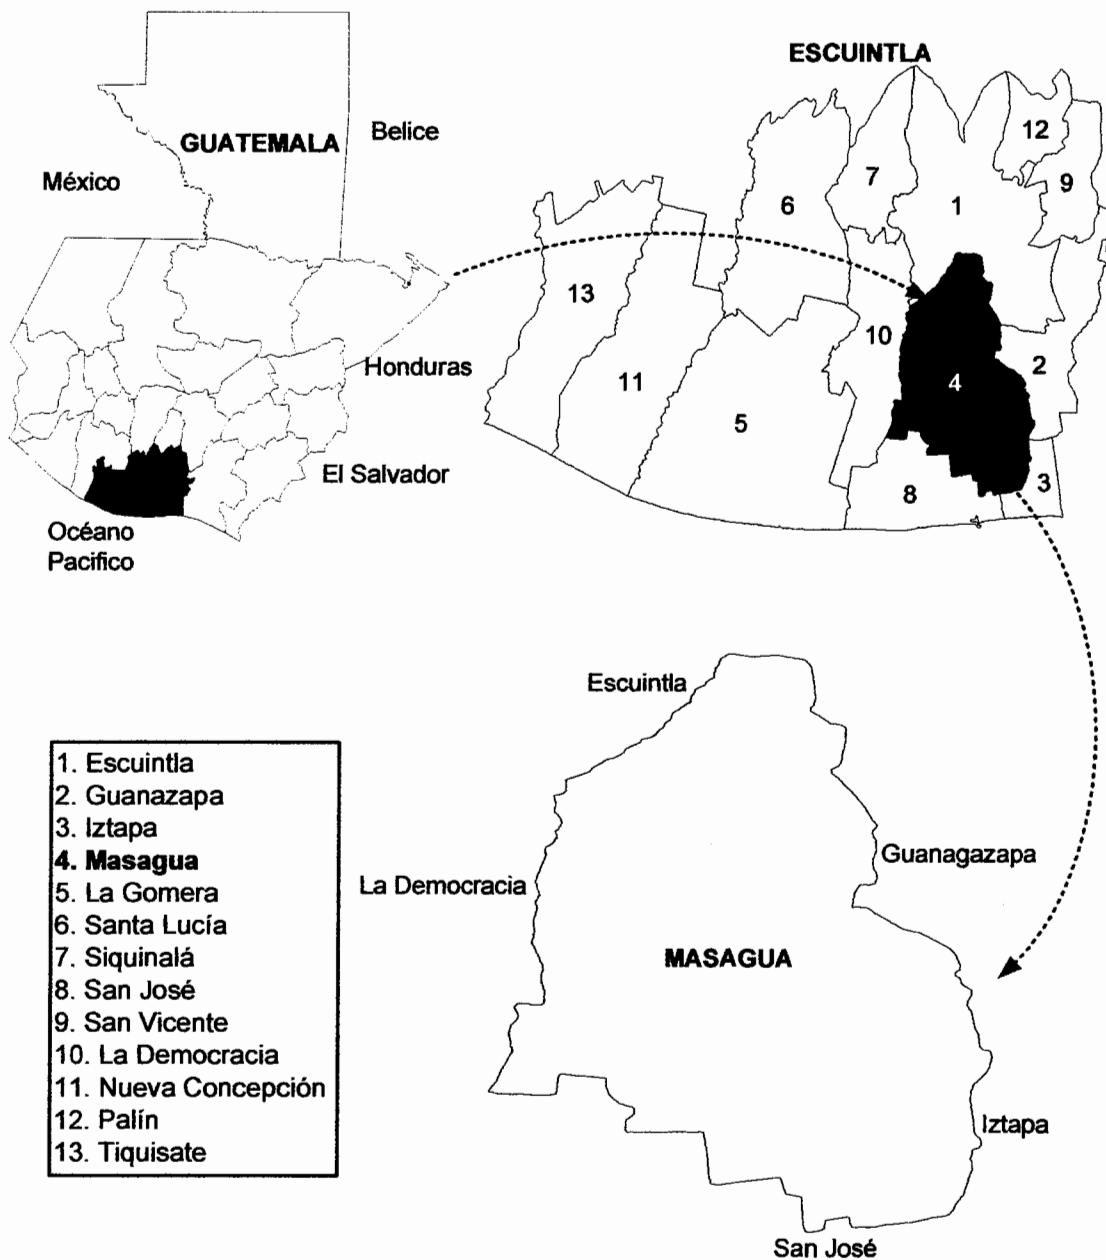 GUATEMALA
Belice
México
Honduras
El Salvador
Océano
Pacifico
ESCUINTLA
12
7
9
6
1
13
10
2
11
4
5
3
8
1. Escuintla
2. Guanazapa
3. Iztapa
4. Masagua
5. La Gomera
6. Santa Lucía
7. Siquinalá
8. San José
9. San Vicente
10. La Democracia
11. Nueva Concepción
12. Palín
13. Tiquisate
Escuintla
Guanagazapa
La Democracia
MASAGUA
Iztapa
San José